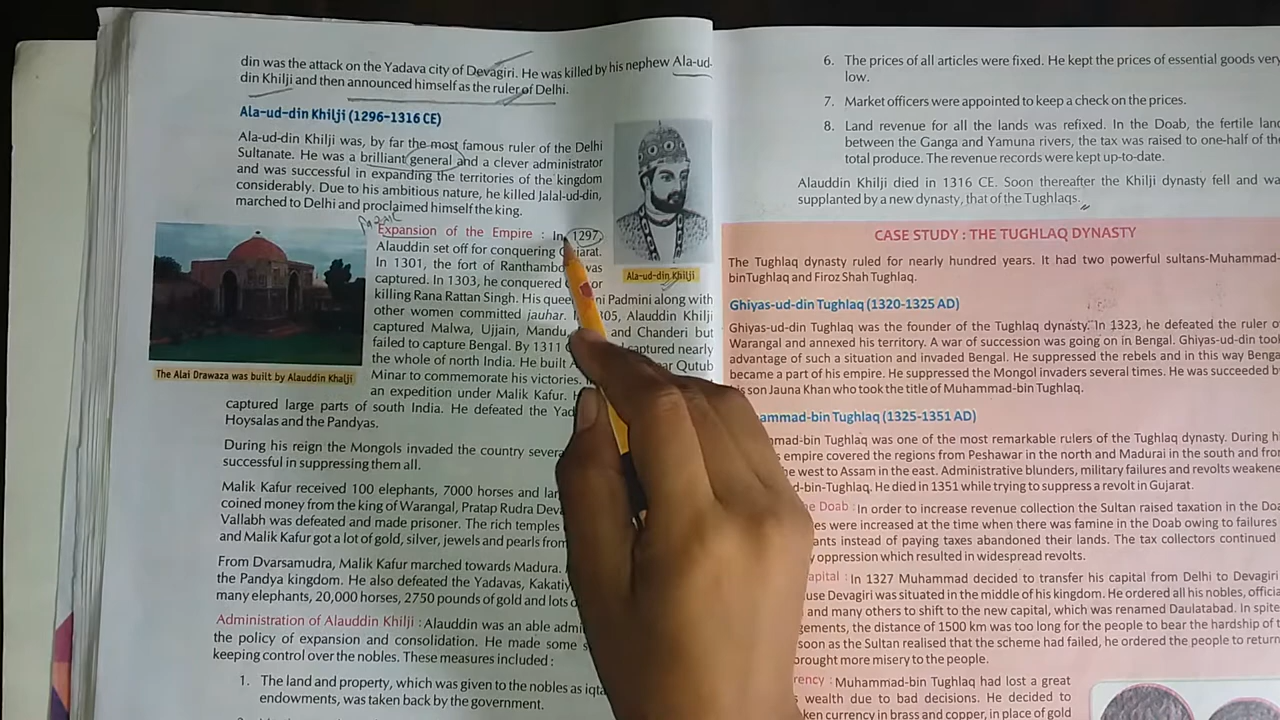 din was the attack on the Yadava city of Devagiri. He was killed by his nephew Ala-ud-
din Khilji and then announced himself as the ruler of Delhi.
Ala-ud-din Khilji (1296-1316 CE)
Ala-ud-din Khilji was, by far the most famous ruler of the Delhi
Sultanate. He was a brilliant general and a clever administrator
and was successful in expanding the territories of the kingdom
considerably. Due to his ambitious nature, he killed Jalal-ud-din,
marched to Delhi and proclaimed himself the king.
Expansion of the Empire : In 1297,
Alauddin set off for conquering Gujarat.
In 1301, the fort of Ranthambo was
captured. In 1303, he conquered or
killing Rana Rattan Singh. His queen ni Padmini along with
other women committed jauhar. I 05, Alauddin Khilji
captured Malwa, Ujjain, Mandu, and Chanderi but
failed to capture Bengal. By 1311 captured nearly
the whole of north India. He built A ar Qutub
Minar to commemorate his victories.
an expedition under Malik Kafur. H
captured large parts of south India. He defeated the Yad
Hoysalas and the Pandyas.
Ala-ud-din Khilji
The Alai Drawaza was built by Alauddin Khalji
During his reign the Mongols invaded the country severa
successful in suppressing them all.
Malik Kafur received 100 elephants, 7000 horses and lar
coined money from the king of Warangal, Pratap Rudra Deva
Vallabh was defeated and made prisoner. The rich temples
and Malik Kafur got a lot of gold, silver, jewels and pearls from
From Dvarsamudra, Malik Kafur marched towards Madura.
the Pandya kingdom. He also defeated the Yadavas, Kakatiy
many elephants, 20,000 horses, 2750 pounds of gold and lots o
Administration of Alauddin Khilji : Alauddin was an able admi
the policy of expansion and consolidation. He made some s
keeping control over the nobles. These measures included :
1. The land and property, which was given to the nobles as iqta
endowments, was taken back by the government.
6. The prices of all articles were fixed. He kept the prices of essential goods very
low.
7. Market officers were appointed to keep a check on the prices.
8. Land revenue for all the lands was refixed. In the Doab, the fertile land
between the Ganga and Yamuna rivers, the tax was raised to one-half of the
total produce. The revenue records were kept up-to-date.
Alauddin Khilji died in 1316 CE. Soon thereafter the Khilji dynasty fell and wa
supplanted by a new dynasty, that of the Tughlaqs.
CASE STUDY : THE TUGHLAQ DYNASTY
The Tughlaq dynasty ruled for nearly hundred years. It had two powerful sultans-Muhammad-
binTughlaq and Firoz Shah Tughlaq.
Ghiyas-ud-din Tughlaq (1320-1325 AD)
Ghiyas-ud-din Tughlaq was the founder of the Tughlaq dynasty. In 1323, he defeated the ruler o
Warangal and annexed his territory. A war of succession was going on in Bengal. Ghiyas-ud-din took
advantage of such a situation and invaded Bengal. He suppressed the rebels and in this way Benga
became a part of his empire. He suppressed the Mongol invaders several times. He was succeeded b
is son Jauna Khan who took the title of Muhammad-bin Tughlaq.
ammad-bin Tughlaq (1325-1351 AD)
mad-bin Tughlaq was one of the most remarkable rulers of the Tughlaq dynasty. During h
empire covered the regions from Peshawar in the north and Madurai in the south and from
he west to Assam in the east. Administrative blunders, military failures and revolts weakene
d-bin-Tughlaq. He died in 1351 while trying to suppress a revolt in Gujarat.
e Doab : In order to increase revenue collection the Sultan raised taxation in the Doa
es were increased at the time when there was famine in the Doab owing to failures
ants instead of paying taxes abandoned their lands. The tax collectors continued
oppression which resulted in widespread revolts.
apital : In 1327 Muhammad decided to transfer his capital from Delhi to Devagiri
use Devagiri was situated in the middle of his kingdom. He ordered all his nobles, officia
and many others to shift to the new capital, which was renamed Daulatabad. In spite
gements, the distance of 1500 km was too long for the people to bear the hardship of t
soon as the Sultan realised that the scheme had failed, he ordered the people to return
brought more misery to the people.
rency : Muhammad-bin Tughlaq had lost a great
wealth due to bad decisions. He decided to
ken currency in brass and copper, in place of gold